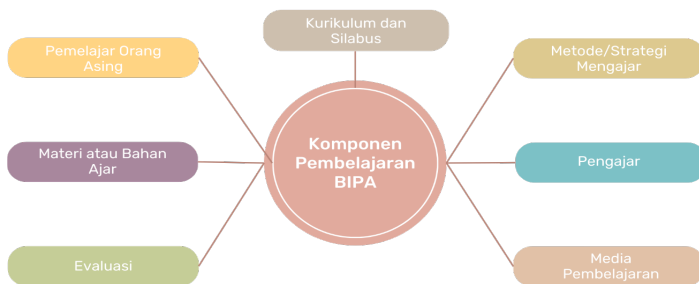 Kurikulum dan
Silabus
Pemelajar Orang
Asing
Metode/Strategi
Mengajar
Komponen
Pembelajaran
BIPA
Materi atau Bahan
Ajar
Pengajar
Evaluasi
Media
Pembelajaran